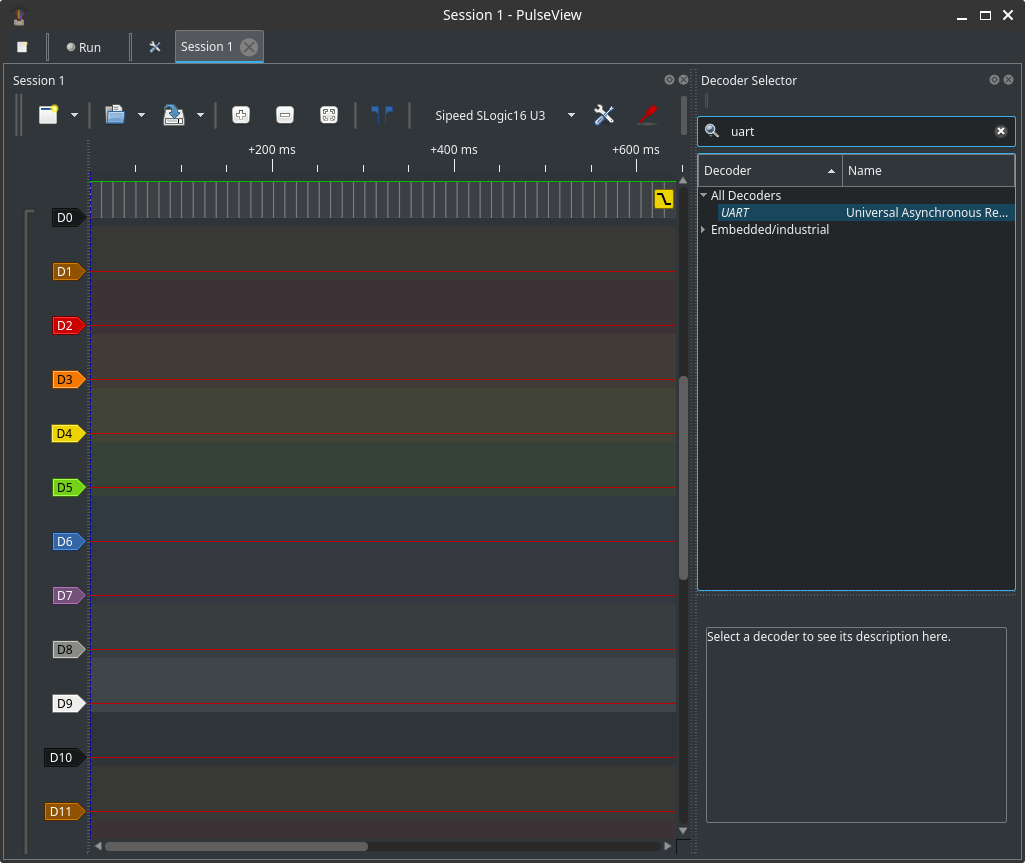 Session 1 - PulseView
Run
Session 1
Session 1
Decoder Selector
Sipeed SLogic16 U3
uart
+200 ms
+400 ms
+600 ms
Decoder
Name
All Decoders
UART
Universal Asynchronous Re...
Embedded/industrial
D0
D1
D2
D3
D4
D5
D6
D7
D8
D9
D10
D11
Select a decoder to see its description here.